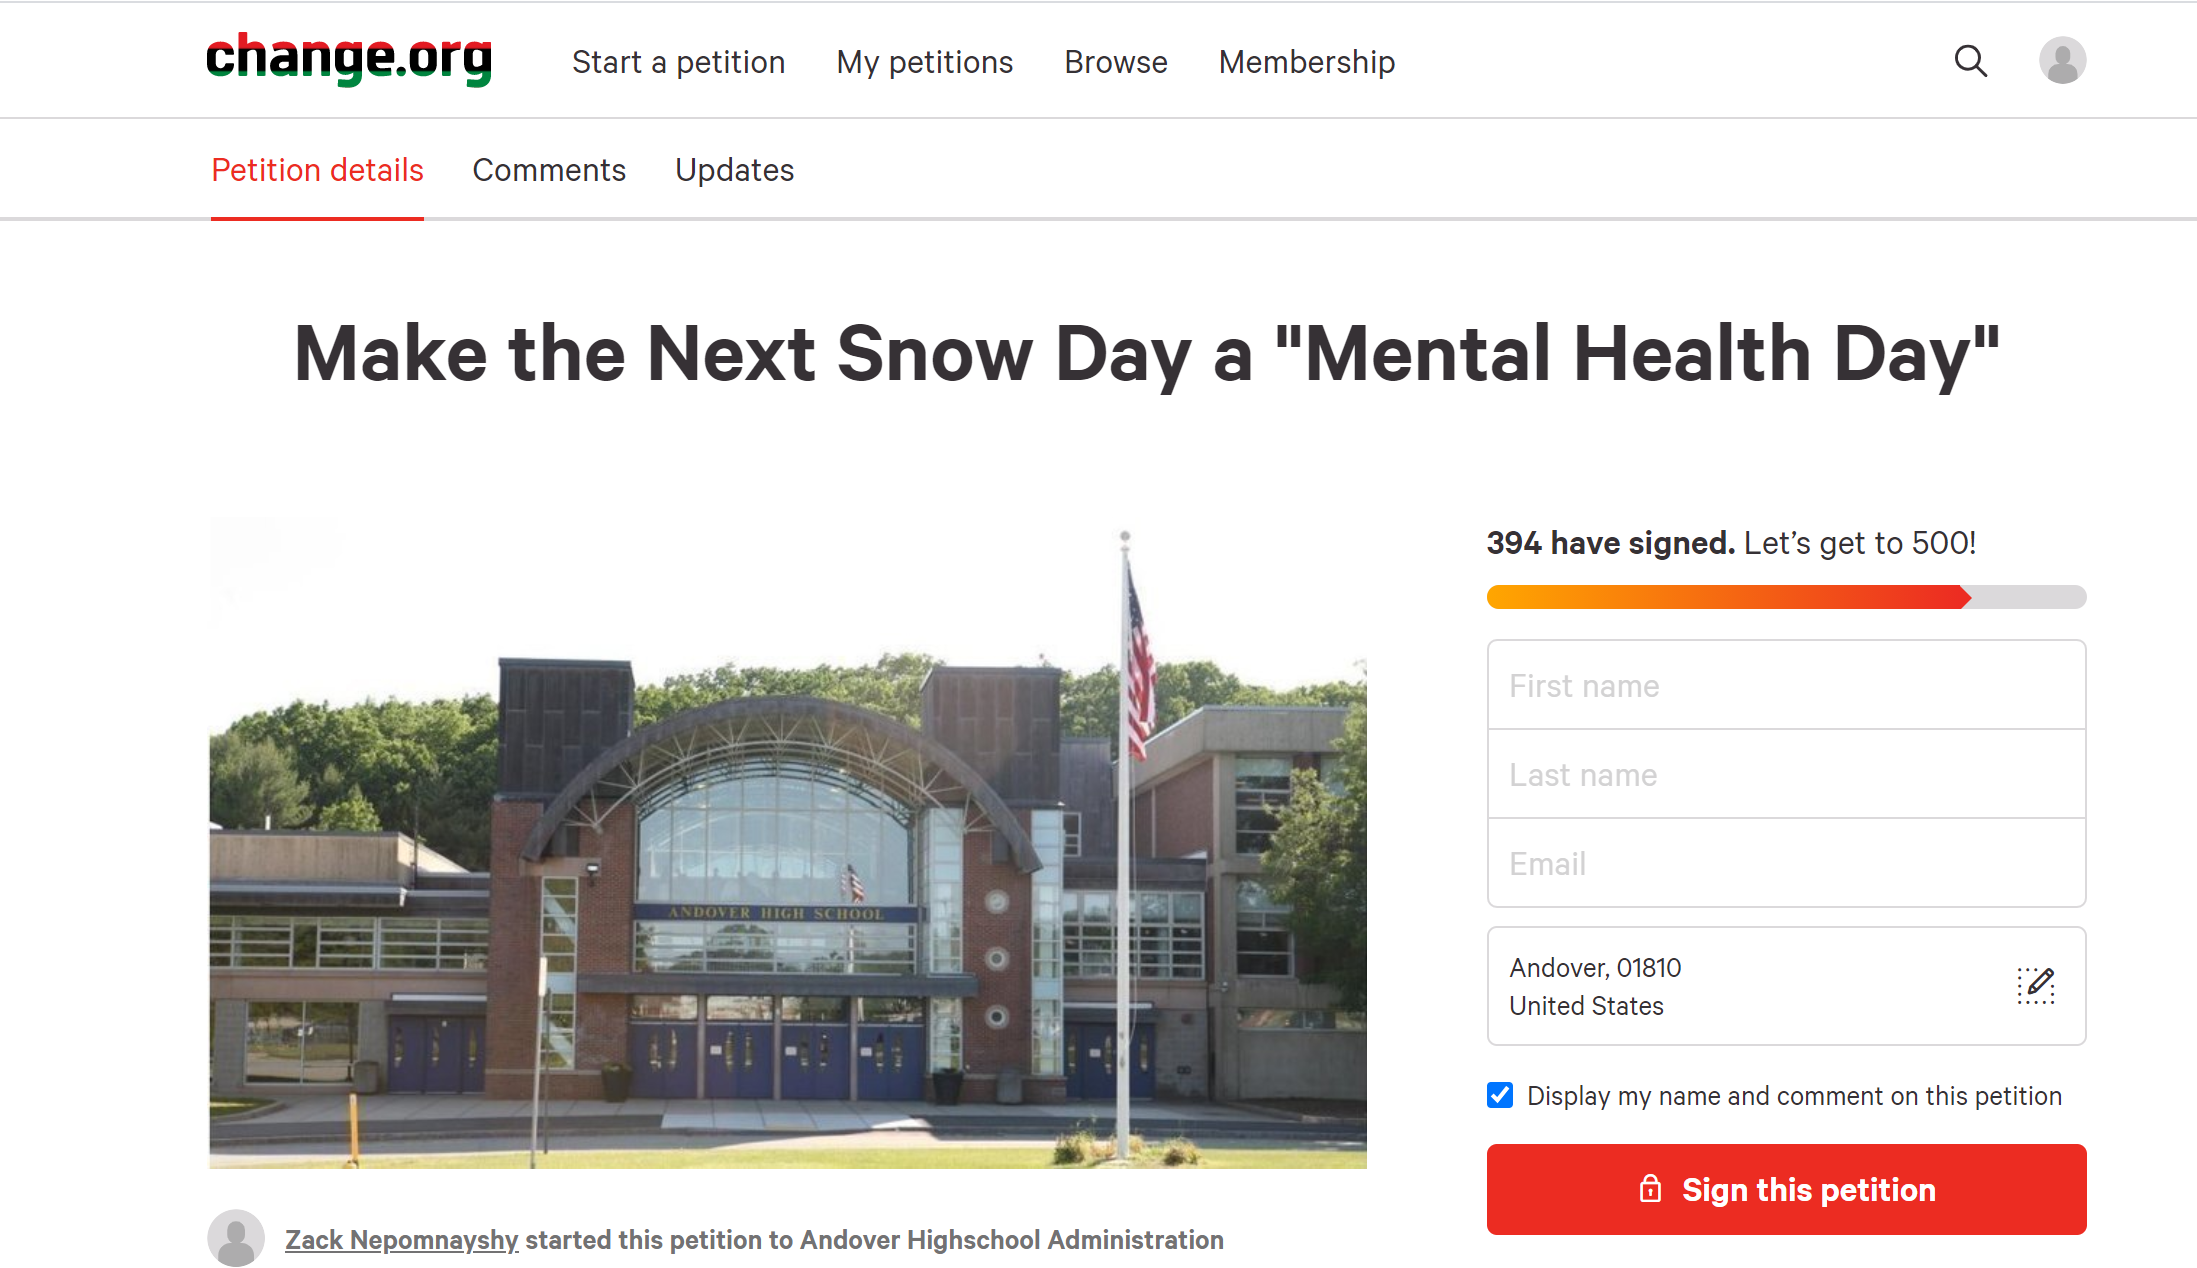 change.org
Start a petition
My petitions
Browse
Membership
Petition details
Comments
Updates
Make the Next Snow Day a "Mental Health Day"
394 have signed. Let’s get to 500!
First name
Last name
Email
Andover, 01810
United States
Display my name and comment on this petition
Sign this petition
ANDOVER HIGH SCHOOL
Zack Nepomnayshy started this petition to Andover Highschool Administration